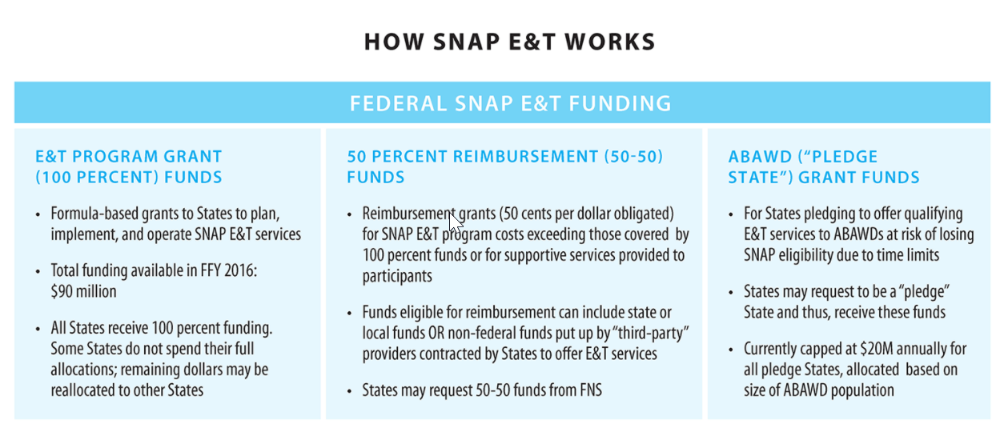 HOW SNAP E&T WORKS
FEDERAL SNAP E&T FUNDING
E&T PROGRAM GRANT
(100 PERCENT) FUNDS
• Formula-based grants to States to plan,
implement, and operate SNAP E&T services
• Total funding available in FFY 2016:
$90 million
• All States receive 100 percent funding.
Some States do not spend their full
allocations; remaining dollars may be
reallocated to other States
50 PERCENT REIMBURSEMENT (50-50)
FUNDS
• Reimbursement grants (50 cents per dollar obligated)
for SNAP E&T program costs exceeding those covered by
100 percent funds or for supportive services provided to
participants
• Funds eligible for reimbursement can include state or
local funds OR non-federal funds put up by “third-party”
providers contracted by States to offer E&T services
• States may request 50-50 funds from FNS
ABAWD (“PLEDGE
STATE”) GRANT FUNDS
• For States pledging to offer qualifying
E&T services to ABAWDs at risk of losing
SNAP eligibility due to time limits
• States may request to be a “pledge”
State and thus, receive these funds
• Currently capped at $20M annually for
all pledge States, allocated based on
size of ABAWD population